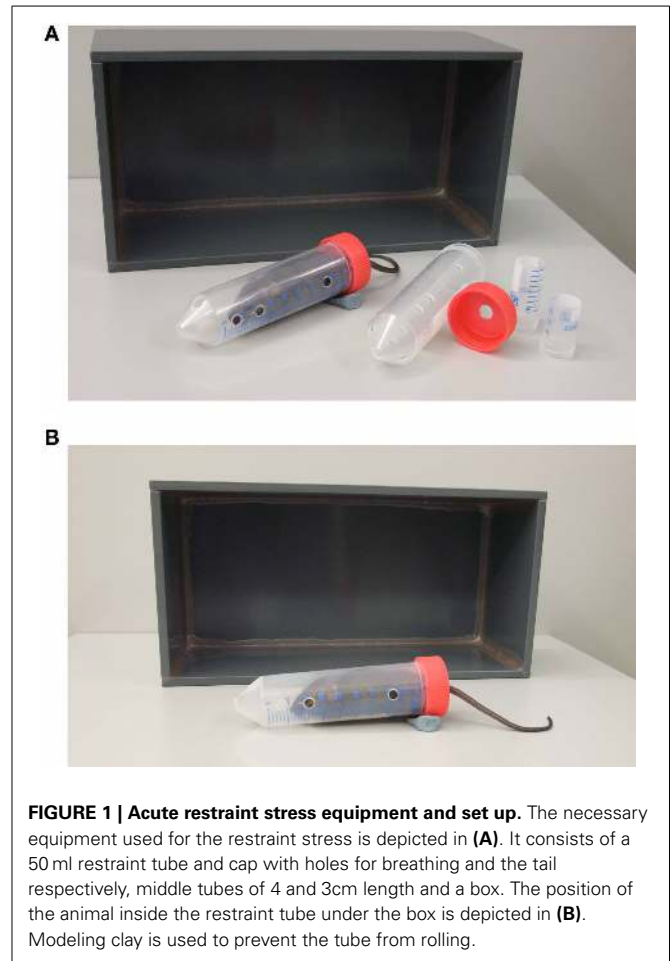 A
B
FIGURE 1 | Acute restraint stress equipment and set up. The necessary
equipment used for the restraint stress is depicted in (A). It consists of a
50 ml restraint tube and cap with holes for breathing and the tail
respectively, middle tubes of 4 and 3cm length and a box. The position of
the animal inside the restraint tube under the box is depicted in (B).
Modeling clay is used to prevent the tube from rolling.